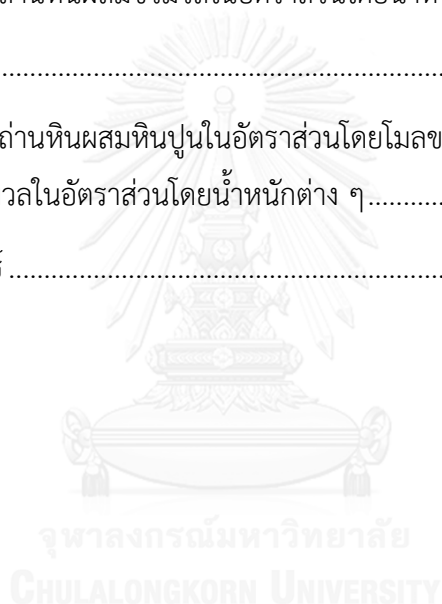 ...........................................................
ถ่านหินผสมหินปูนในอัตราส่วนโดยโมลข
วลในอัตราส่วนโดยน้ำหนักต่าง ๆ..........
...........................................................
จุฬาลงกรณ์มหาวิทยาลัย
CHULALONGKORN UNIVERSITY